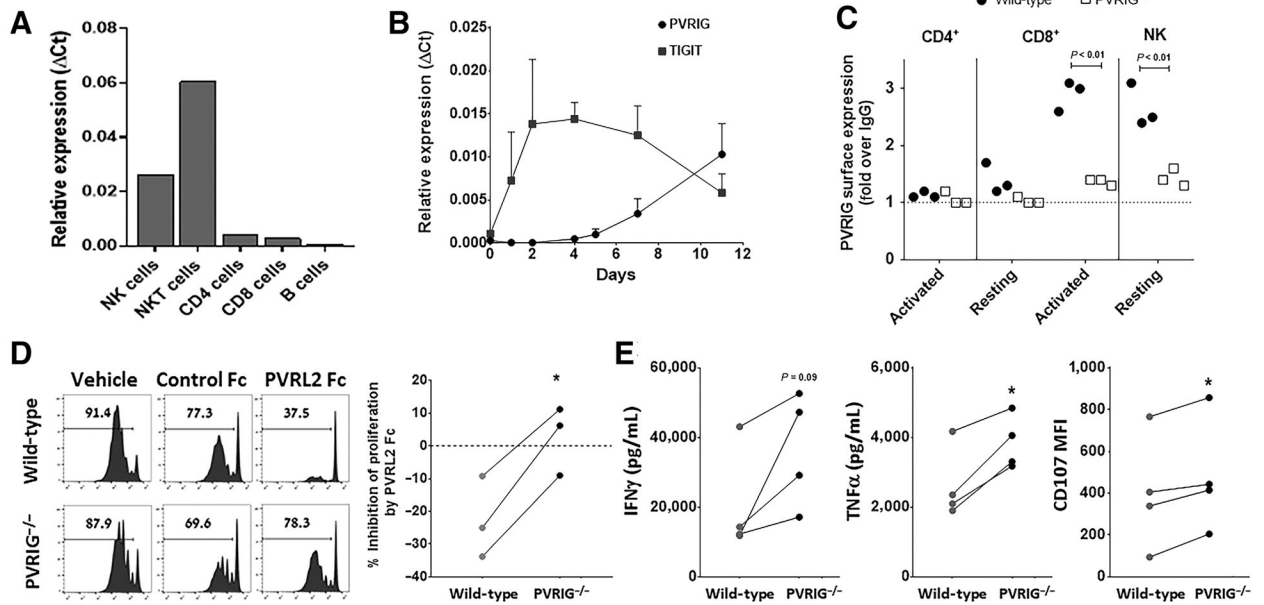 A
Relative expression (ΔCt)
0.08
0.06
0.04
0.02
0.00
NK cells
NKT cells
CD4 cells
CD8 cells
B cells
B
Relative expression (ΔCt)
0.025
0.020
0.015
0.010
0.005
0.000
0
2
4
6
8
10
12
Days
PVRIG
TIGIT
C
Wild-type
PVRIG
CD4⁺
CD8⁺
NK
P < 0.01
P < 0.01
PVRIG surface expression
(fold over IgG)
3
2
1
0
Activated
Resting
Activated
Resting
D
Vehicle
Control Fc
PVRL2 Fc
Wild-type
91.4
77.3
37.5
PVRIG⁻/⁻
87.9
69.6
78.3
% Inhibition of proliferation
by PVRL2 Fc
20
10
0
−10
−20
−30
−40
*
Wild-type
PVRIG⁻/⁻
E
IFNγ (pg/mL)
60,000
40,000
20,000
0
P = 0.09
Wild-type
PVRIG⁻/⁻
TNFα (pg/mL)
6,000
4,000
2,000
0
*
Wild-type
PVRIG⁻/⁻
CD107 MFI
1,000
800
600
400
200
0
*
Wild-type
PVRIG⁻/⁻